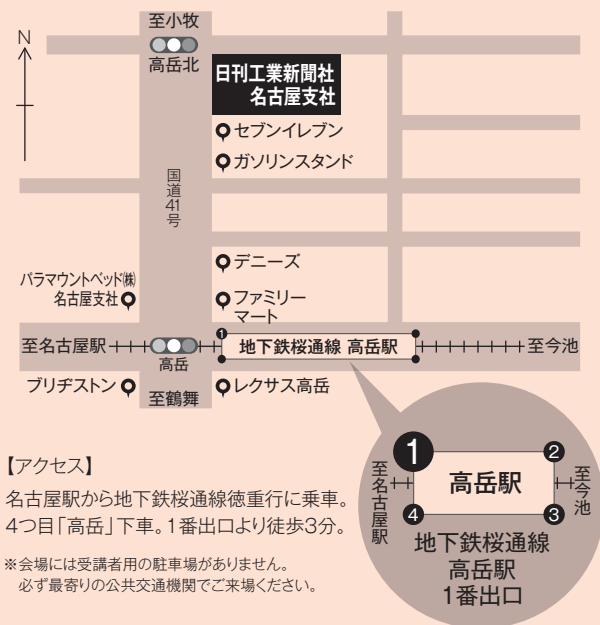 至小牧
N
高岳北
日刊工業新聞社
名古屋支社
セブンイレブン
ガソリンスタンド
国道41号
デニーズ
パラマウントベッド㈱
名古屋支社
ファミリー
マート
至名古屋駅
高岳
1
地下鉄桜通線 高岳駅
至今池
ブリヂストン
至鶴舞
レクサス高岳
【アクセス】
名古屋駅から地下鉄桜通線徳重行に乗車。
4つ目「高岳」下車。1番出口より徒歩3分。
※会場には受講者用の駐車場がありません。
必ず最寄りの公共交通機関でご来場ください。
至名古屋駅
1
2
高岳駅
4
3
至今池
地下鉄桜通線
高岳駅
1番出口